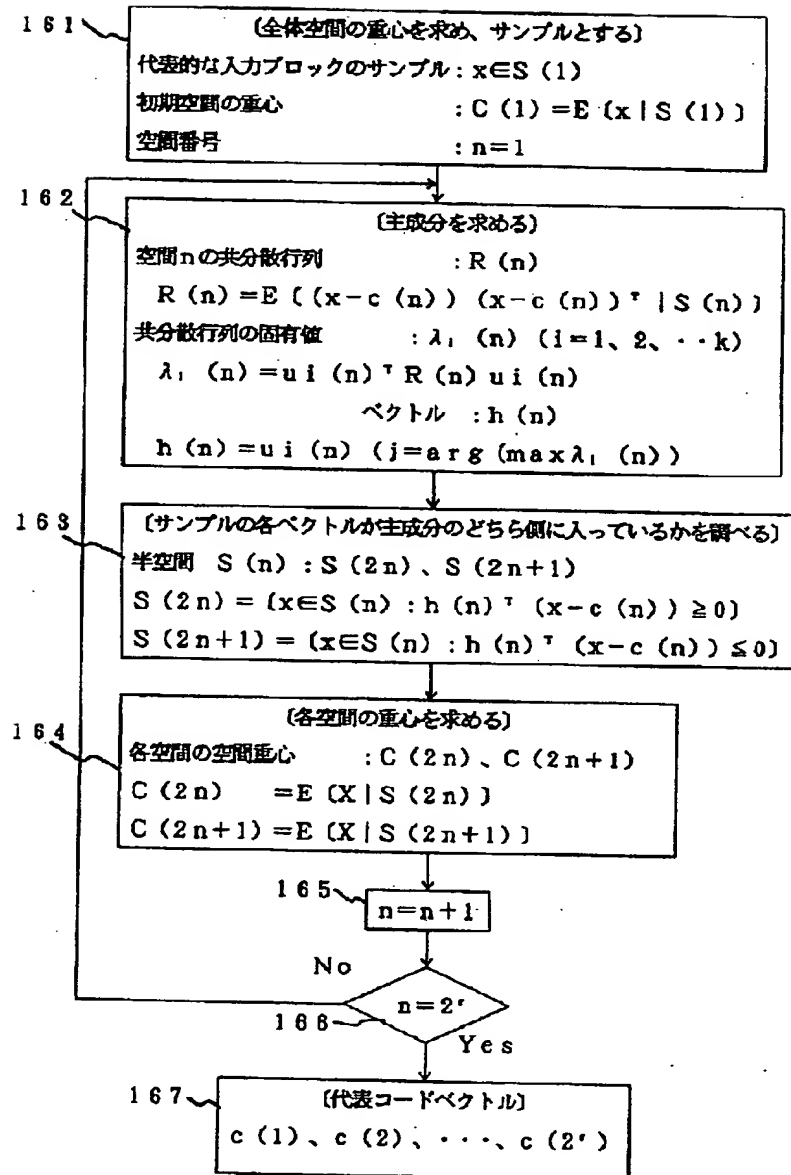 161
〔全体空間の重心を求め、サンプルとする〕
代表的な入力ブロックのサンプル：x∈S（1）
初期空間の重心 ：C（1）＝E〔x｜S（1）〕
空間番号 ：n＝1
162
〔主成分を求める〕
空間nの共分散行列 ：R（n）
R（n）＝E〔（x－c（n））（x－c（n））ᵀ｜S（n）〕
共分散行列の固有値 ：λᵢ（n）（i＝1、2、・・k）
λᵢ（n）＝ui（n）ᵀR（n）ui（n）
ベクトル ：h（n）
h（n）＝ui（n）（j＝arg（maxλᵢ（n））
163
〔サンプルの各ベクトルが主成分のどちら側に入っているかを調べる〕
半空間 S（n）：S（2n）、S（2n＋1）
S（2n）＝〔x∈S（n）：h（n）ᵀ（x－c（n））≧0〕
S（2n＋1）＝〔x∈S（n）：h（n）ᵀ（x－c（n））≦0〕
164
〔各空間の重心を求める〕
各空間の空間重心 ：C（2n）、C（2n＋1）
C（2n） ＝E〔X｜S（2n）〕
C（2n＋1）＝E〔X｜S（2n＋1）〕
165
n＝n＋1
No
n＝2ʳ
166
Yes
167
〔代表コードベクトル〕
c（1）、c（2）、・・・、c（2ʳ）